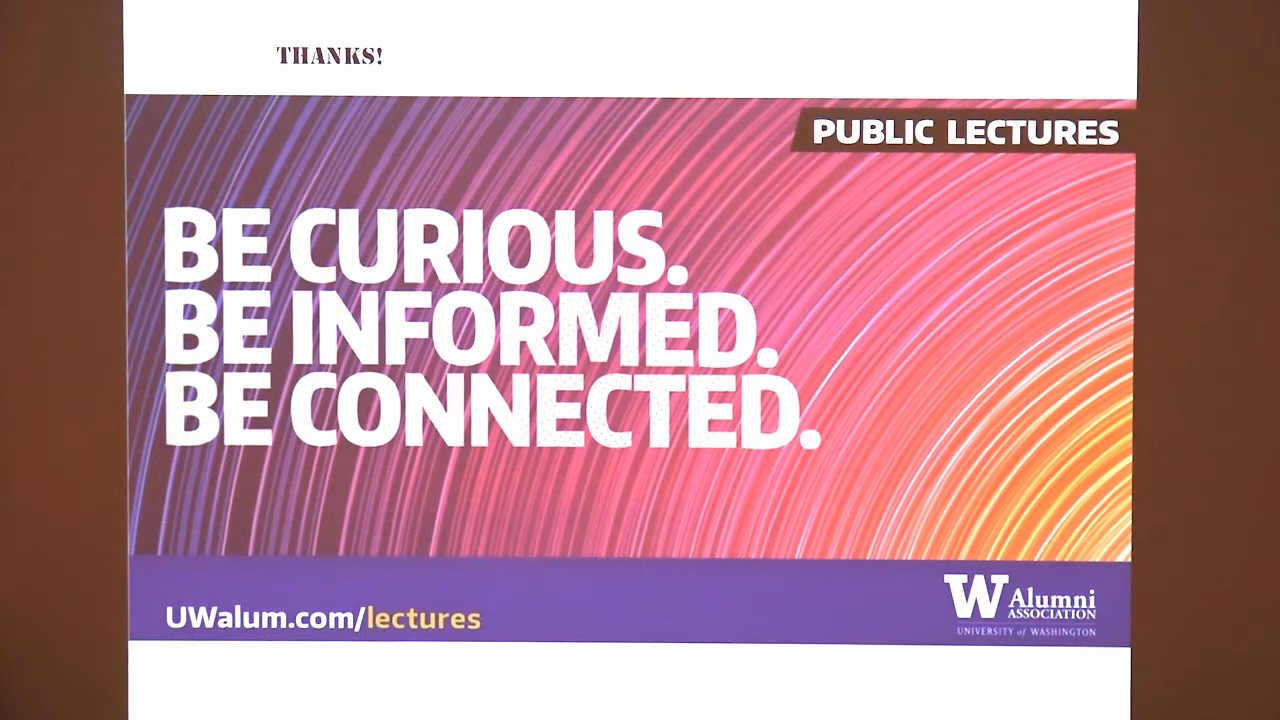 THANKS!
PUBLIC LECTURES
BE CURIOUS.
BE INFORMED.
BE CONNECTED.
UWalum.com/lectures
W Alumni
ASSOCIATION
UNIVERSITY of WASHINGTON